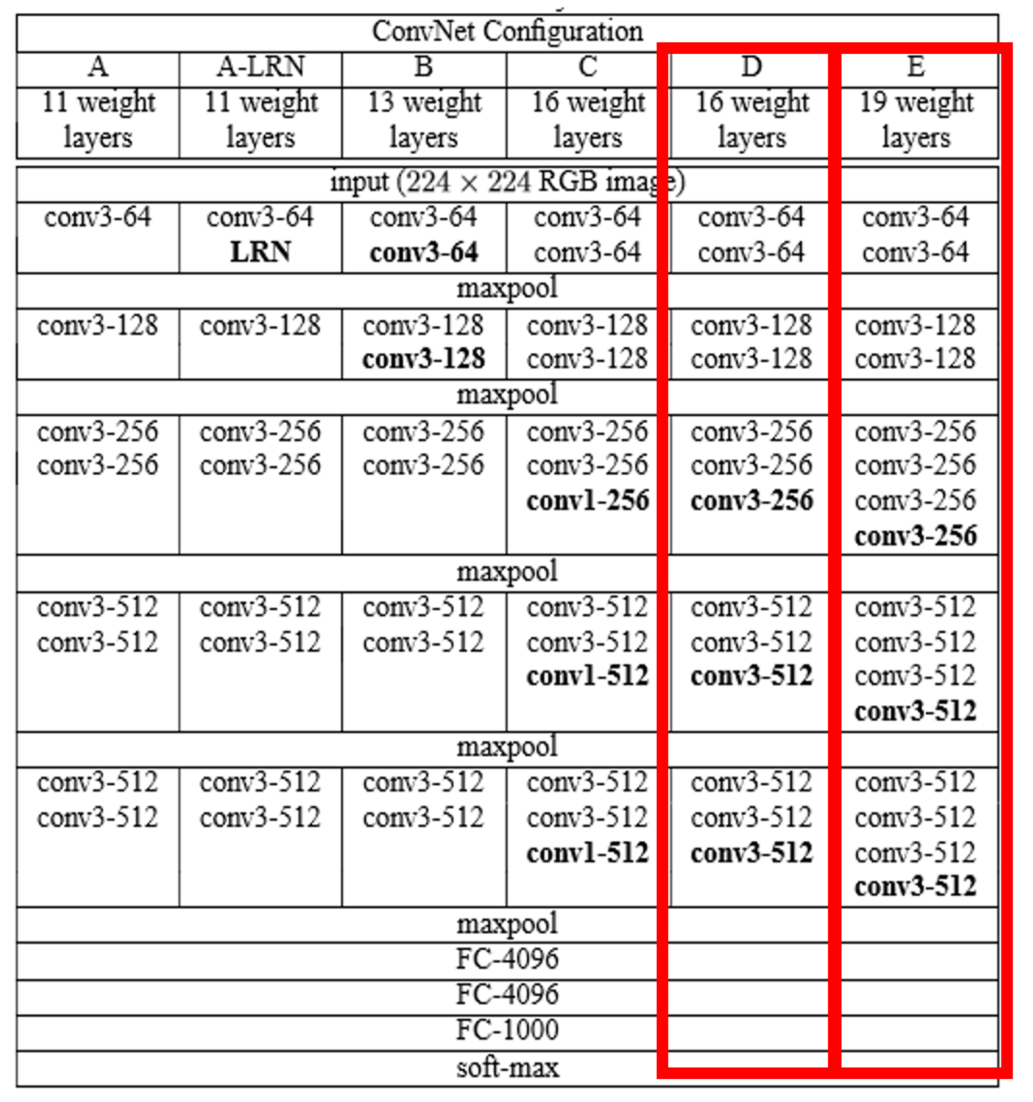 ConvNet Configuration
A A-LRN B C D E
11 weight layers 11 weight layers 13 weight layers 16 weight layers 16 weight layers 19 weight layers
input (224 × 224 RGB image)
conv3-64 conv3-64 conv3-64 conv3-64 conv3-64 conv3-64
LRN conv3-64 conv3-64 conv3-64 conv3-64
maxpool
conv3-128 conv3-128 conv3-128 conv3-128 conv3-128 conv3-128
conv3-128 conv3-128 conv3-128 conv3-128
maxpool
conv3-256 conv3-256 conv3-256 conv3-256 conv3-256 conv3-256
conv3-256 conv3-256 conv3-256 conv3-256 conv3-256 conv3-256
conv1-256 conv3-256 conv3-256
conv3-256
maxpool
conv3-512 conv3-512 conv3-512 conv3-512 conv3-512 conv3-512
conv3-512 conv3-512 conv3-512 conv3-512 conv3-512 conv3-512
conv1-512 conv3-512 conv3-512
conv3-512
maxpool
conv3-512 conv3-512 conv3-512 conv3-512 conv3-512 conv3-512
conv3-512 conv3-512 conv3-512 conv3-512 conv3-512 conv3-512
conv1-512 conv3-512 conv3-512
conv3-512
maxpool
FC-4096
FC-4096
FC-1000
soft-max